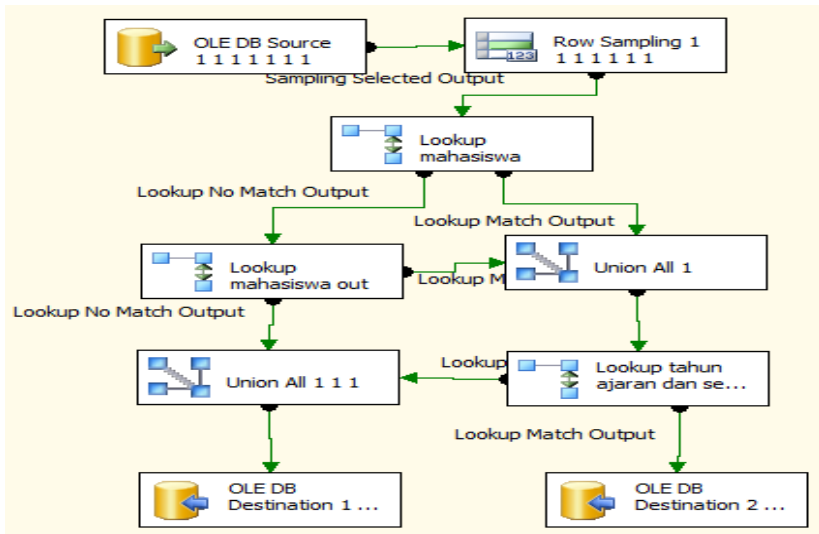 OLE DB Source
1 1 1 1 1 1 1
Row Sampling 1
1 1 1 1 1 1
123
Sampling Selected Output
Lookup
mahasiswa
Lookup No Match Output
Lookup Match Output
Lookup
mahasiswa out
Lookup M
Union All 1
Lookup No Match Output
Union All 1 1 1
Lookup
Lookup tahun
ajaran dan se...
Lookup Match Output
OLE DB
Destination 1 ...
OLE DB
Destination 2 ...